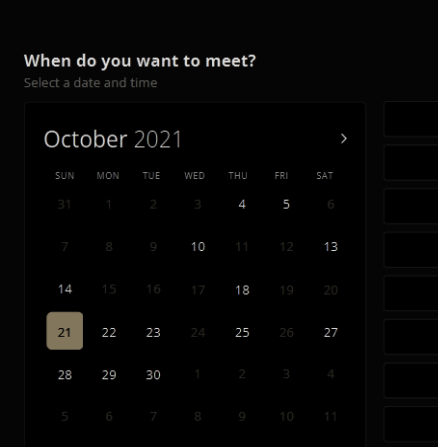 When do you want to meet?
Select a date and time
October 2021
SUN MON TUE WED THU FRI SAT
31 1 2 3 4 5 6
7 8 9 10 11 12 13
14 15 16 17 18 19 20
21 22 23 24 25 26 27
28 29 30 1 2 3 4
5 6 7 8 9 10 11